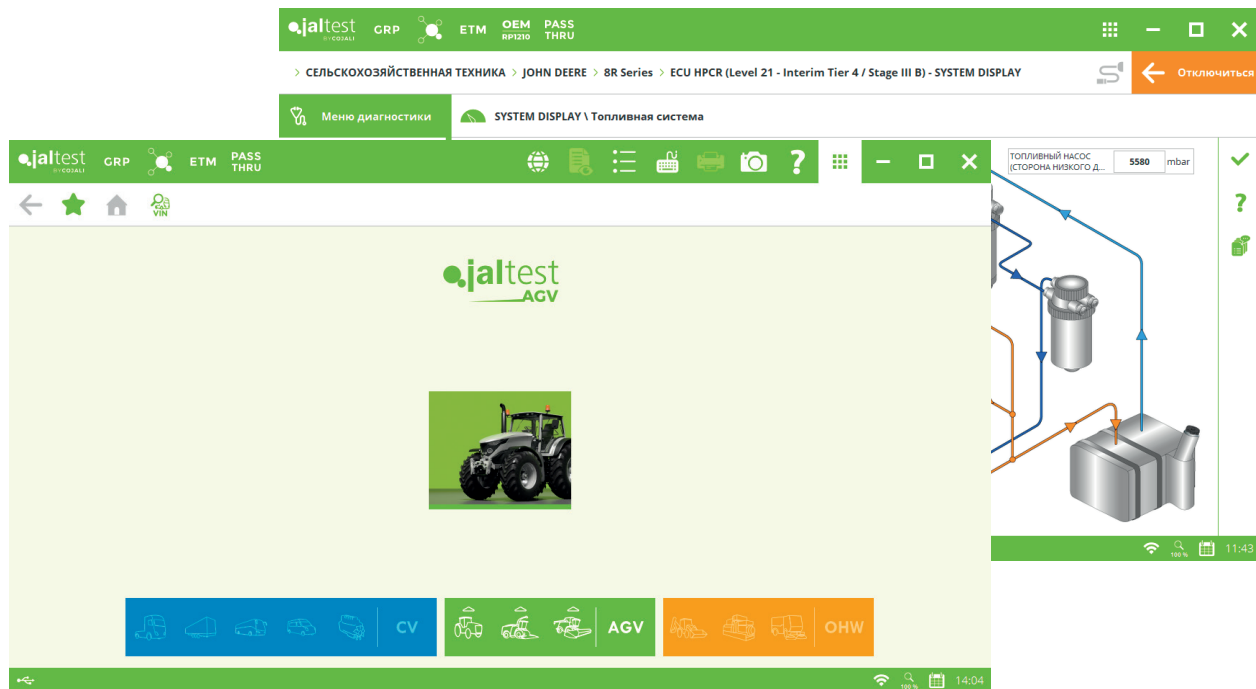 jaltest GRP ETM OEM PASS
BY COJALI RP1210 THRU
> СЕЛЬСКОХОЗЯЙСТВЕННАЯ ТЕХНИКА > JOHN DEERE > 8R Series > ECU HPCR (Level 21 - Interim Tier 4 / Stage III B) - SYSTEM DISPLAY
Отключиться
Меню диагностики
SYSTEM DISPLAY \ Топливная система
ТОПЛИВНЫЙ НАСОС
(СТОРОНА НИЗКОГО Д...
5580 mbar
100 %
11:43
jaltest GRP ETM PASS
BY COJALI THRU
VIN
jaltest
AGV
CV
AGV
OHW
100 %
14:04